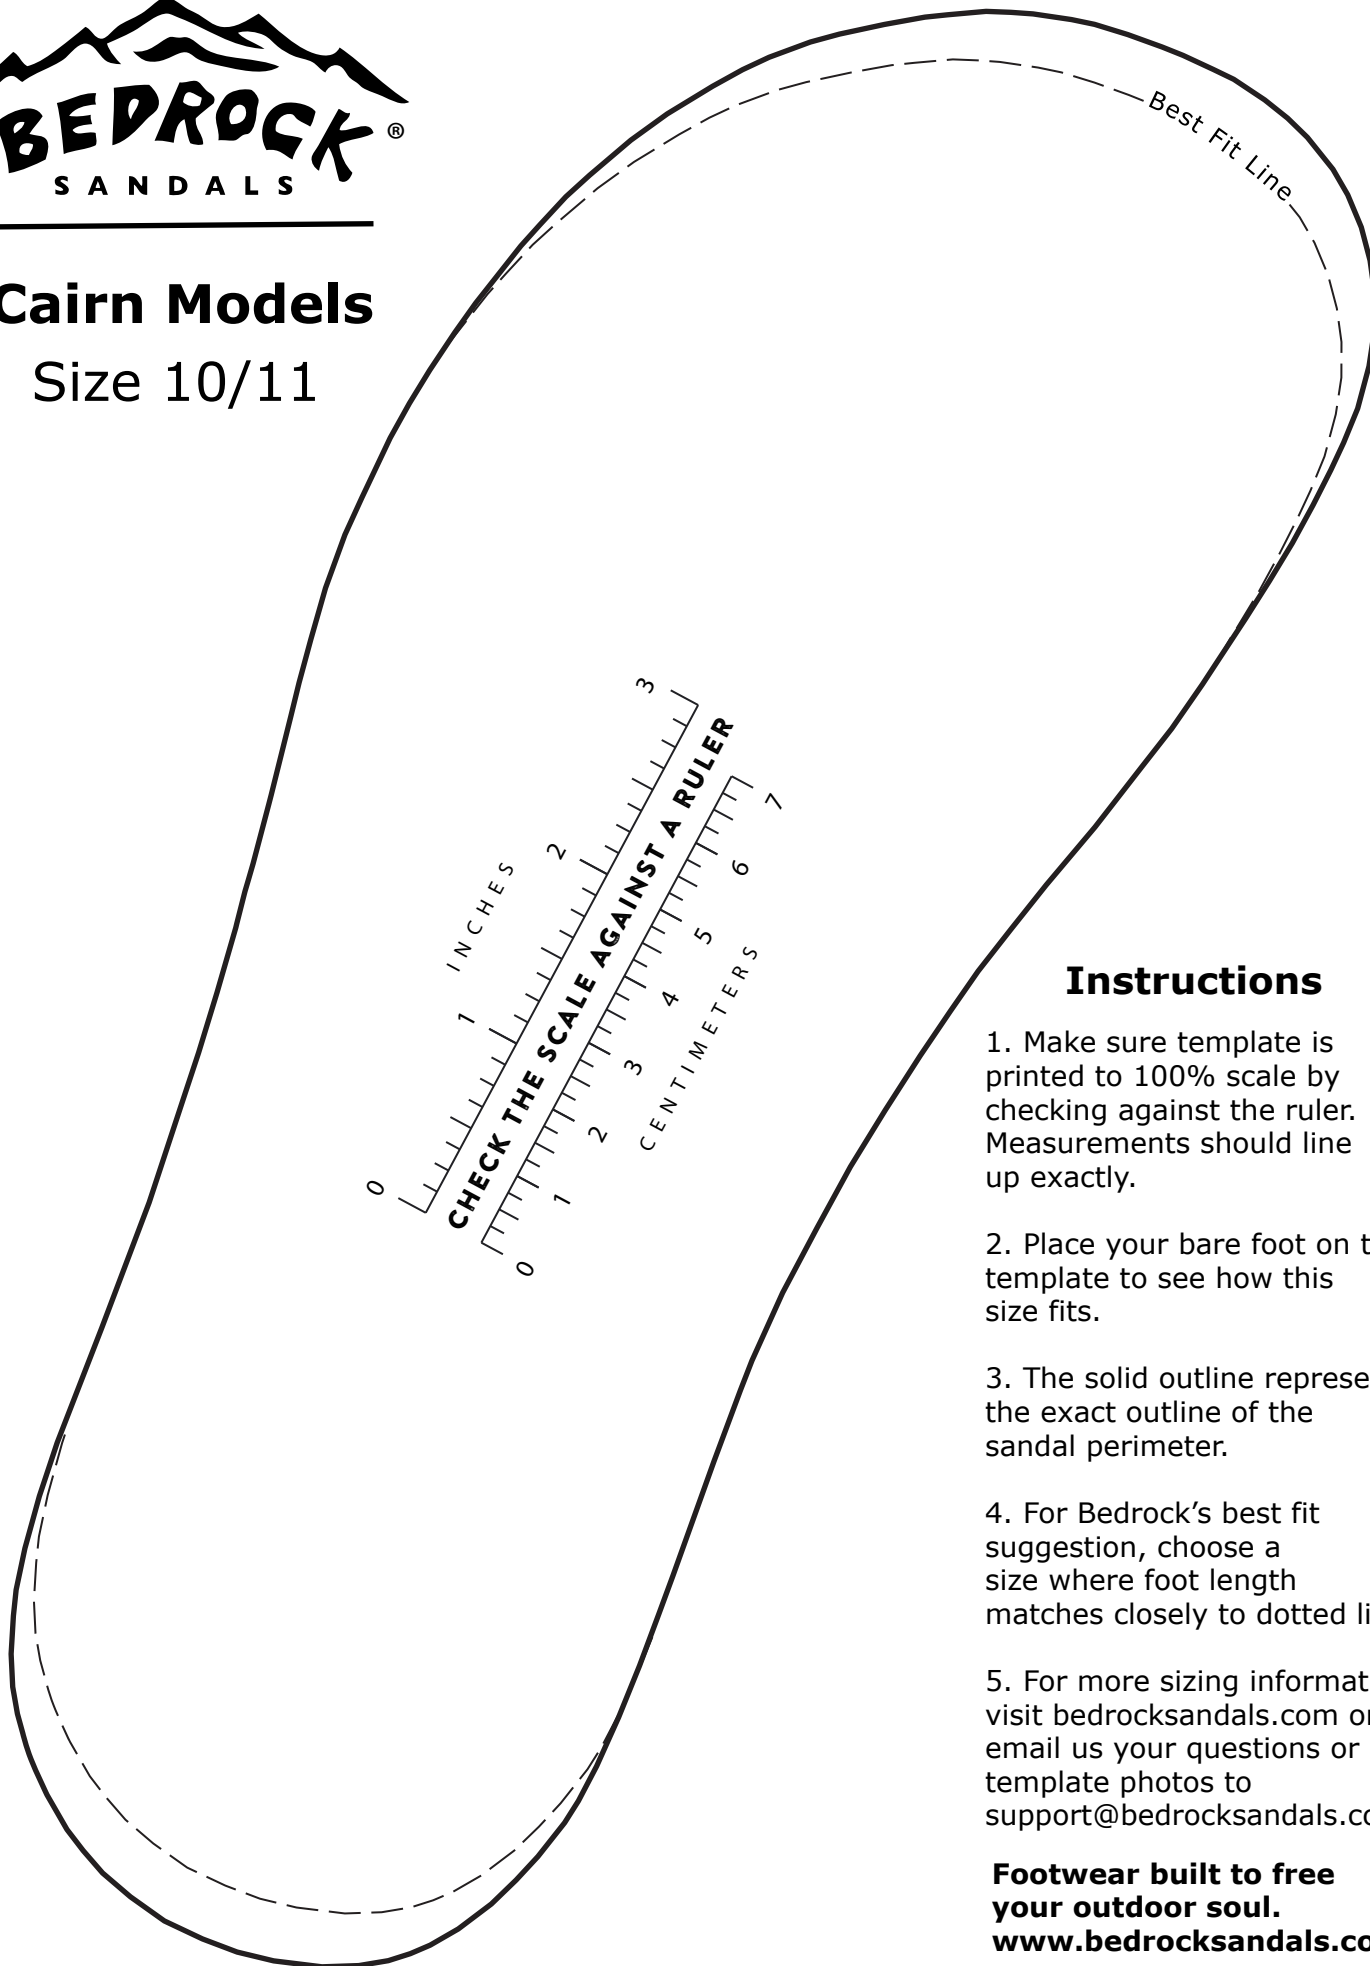 BEDROCK®
SANDALS
Cairn Models
Size 10/11
Best Fit Line
INCHES
0 1 2 3
CHECK THE SCALE AGAINST A RULER
0 1 2 3 4 5 6 7
CENTIMETERS
Instructions
1. Make sure template is
printed to 100% scale by
checking against the ruler.
Measurements should line
up exactly.
2. Place your bare foot on t
template to see how this
size fits.
3. The solid outline represe
the exact outline of the
sandal perimeter.
4. For Bedrock’s best fit
suggestion, choose a
size where foot length
matches closely to dotted li
5. For more sizing informat
visit bedrocksandals.com or
email us your questions or
template photos to
support@bedrocksandals.co
Footwear built to free
your outdoor soul.
www.bedrocksandals.co